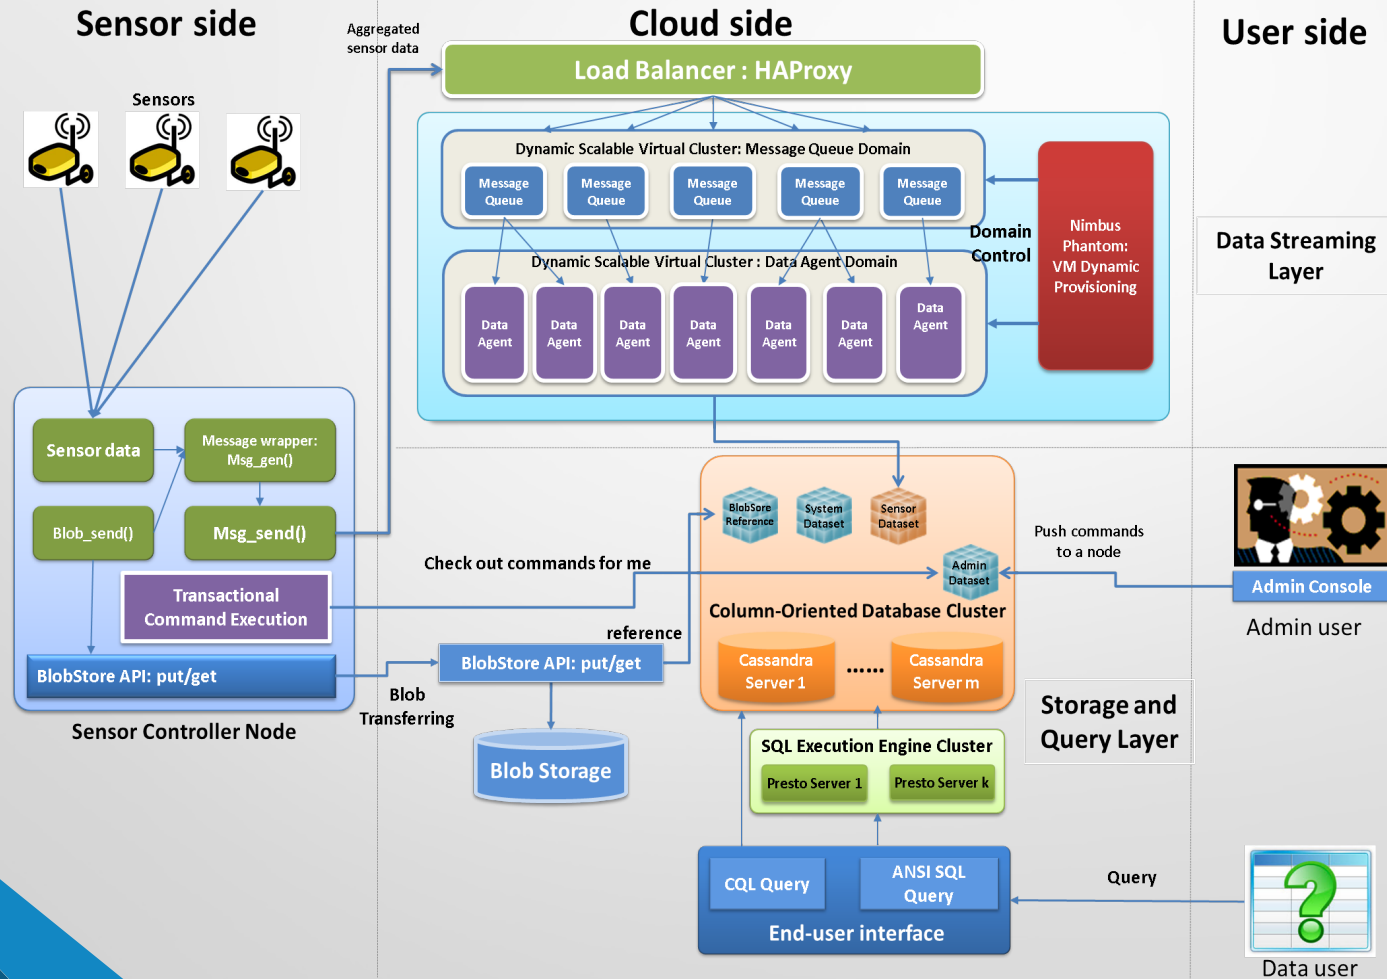 Sensor side
Cloud side
User side
Aggregated
sensor data
Load Balancer : HAProxy
Sensors
Dynamic Scalable Virtual Cluster: Message Queue Domain
Message
Queue
Message
Queue
Message
Queue
Message
Queue
Message
Queue
Domain
Control
Nimbus
Phantom:
VM Dynamic
Provisioning
Data Streaming
Layer
Dynamic Scalable Virtual Cluster : Data Agent Domain
Data
Agent
Data
Agent
Data
Agent
Data
Agent
Data
Agent
Data
Agent
Data
Agent
Sensor data
Message wrapper:
Msg_gen()
Blob_send()
Msg_send()
Transactional
Command Execution
BlobStore API: put/get
Sensor Controller Node
Check out commands for me
reference
BlobStore API: put/get
Blob
Transferring
Blob Storage
BlobSore
Reference
System
Dataset
Sensor
Dataset
Admin
Dataset
Column-Oriented Database Cluster
Cassandra
Server 1
......
Cassandra
Server m
Push commands
to a node
Admin Console
Admin user
Storage and
Query Layer
SQL Execution Engine Cluster
Presto Server 1
Presto Server k
CQL Query
ANSI SQL
Query
End-user interface
Query
?
Data user